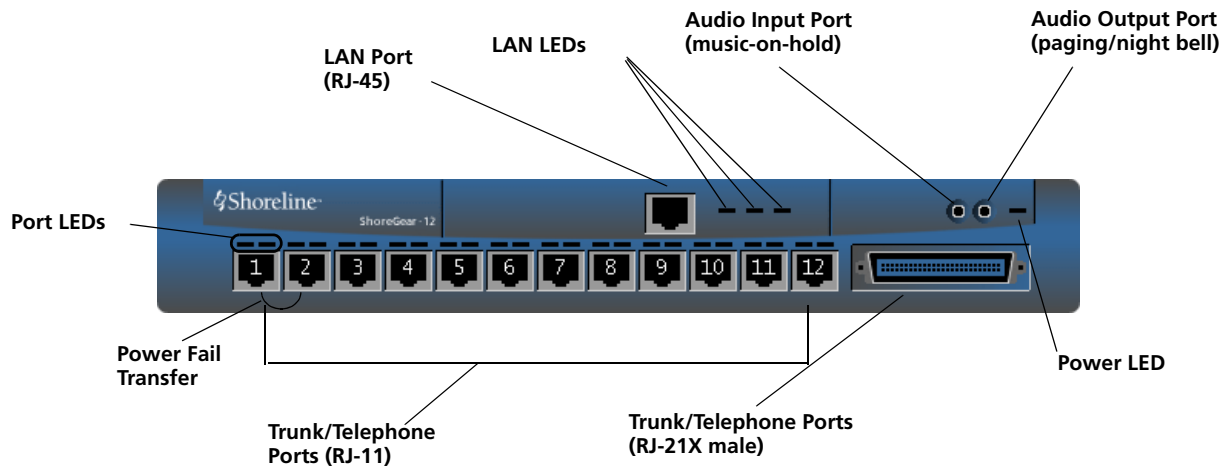 Audio Input Port
(music-on-hold)
Audio Output Port
(paging/night bell)
LAN LEDs
LAN Port
(RJ-45)
Shoreline
ShoreGear-12
Port LEDs
1 2 3 4 5 6 7 8 9 10 11 12
Power Fail
Transfer
Power LED
Trunk/Telephone
Ports (RJ-11)
Trunk/Telephone Ports
(RJ-21X male)